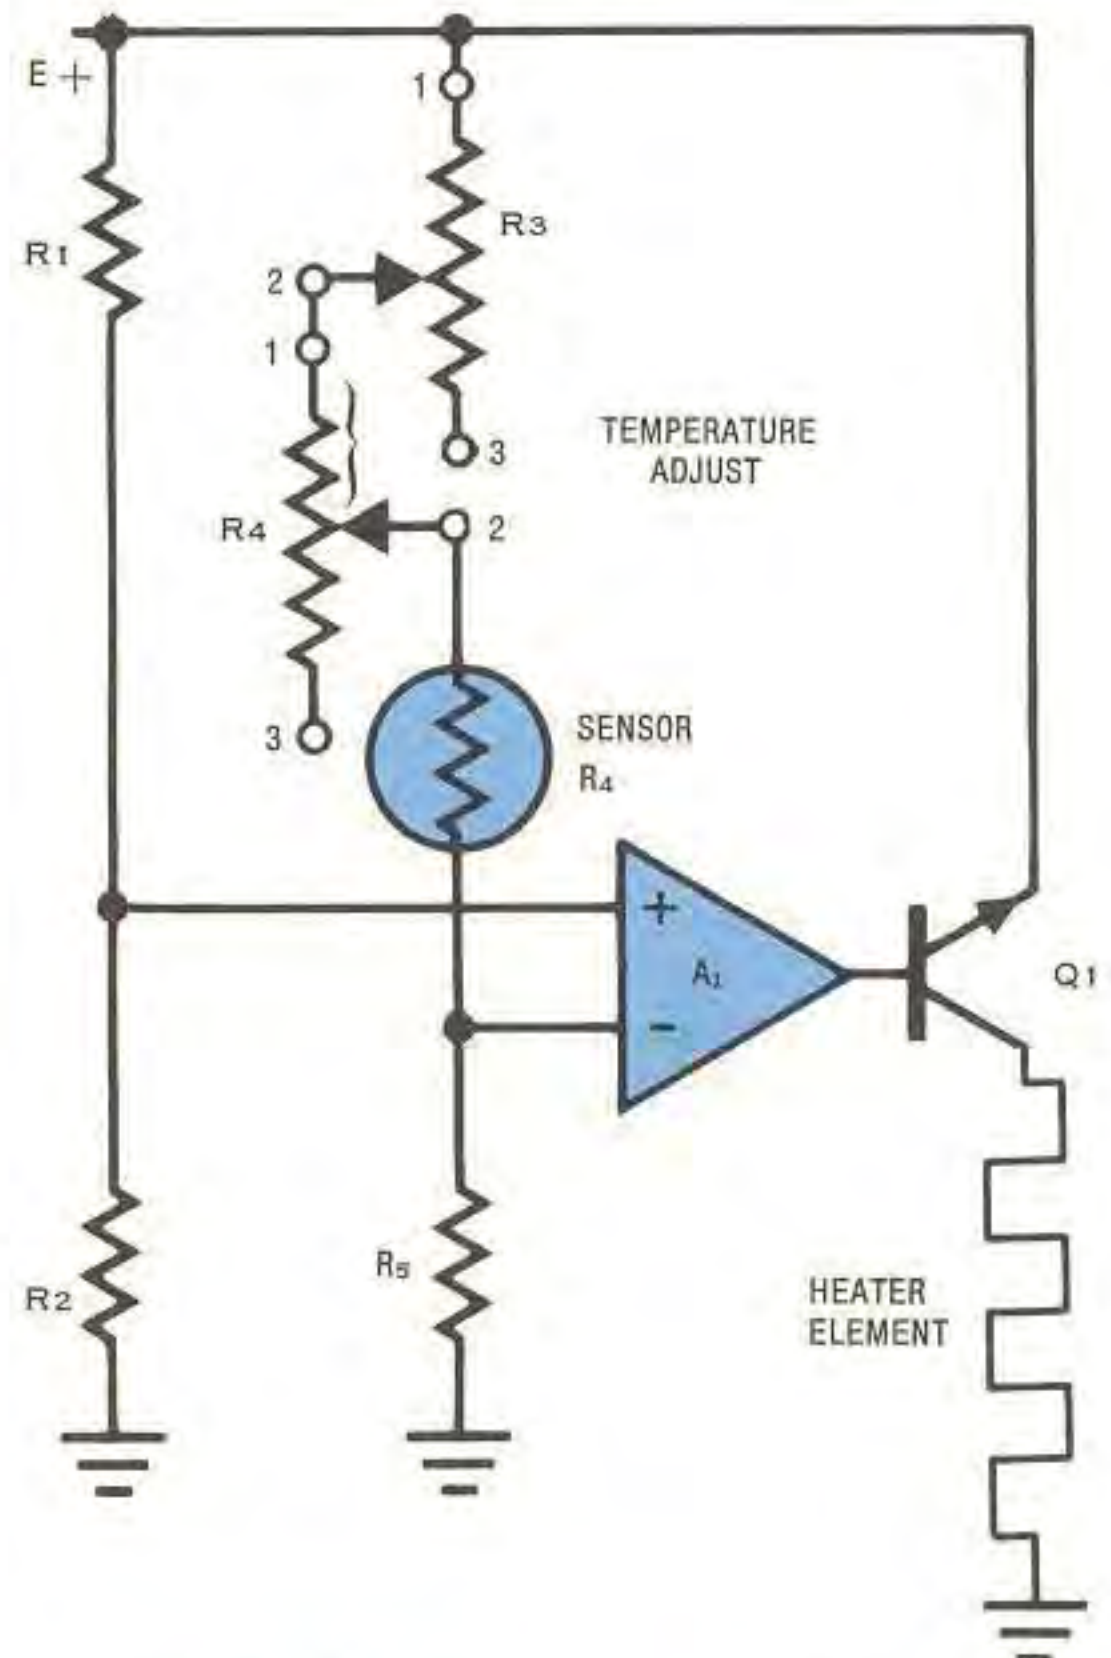 E +
1
R3
R1
2
1
3
TEMPERATURE
ADJUST
R4
2
3
SENSOR
R4
+
A1
−
Q1
R5
R2
HEATER
ELEMENT